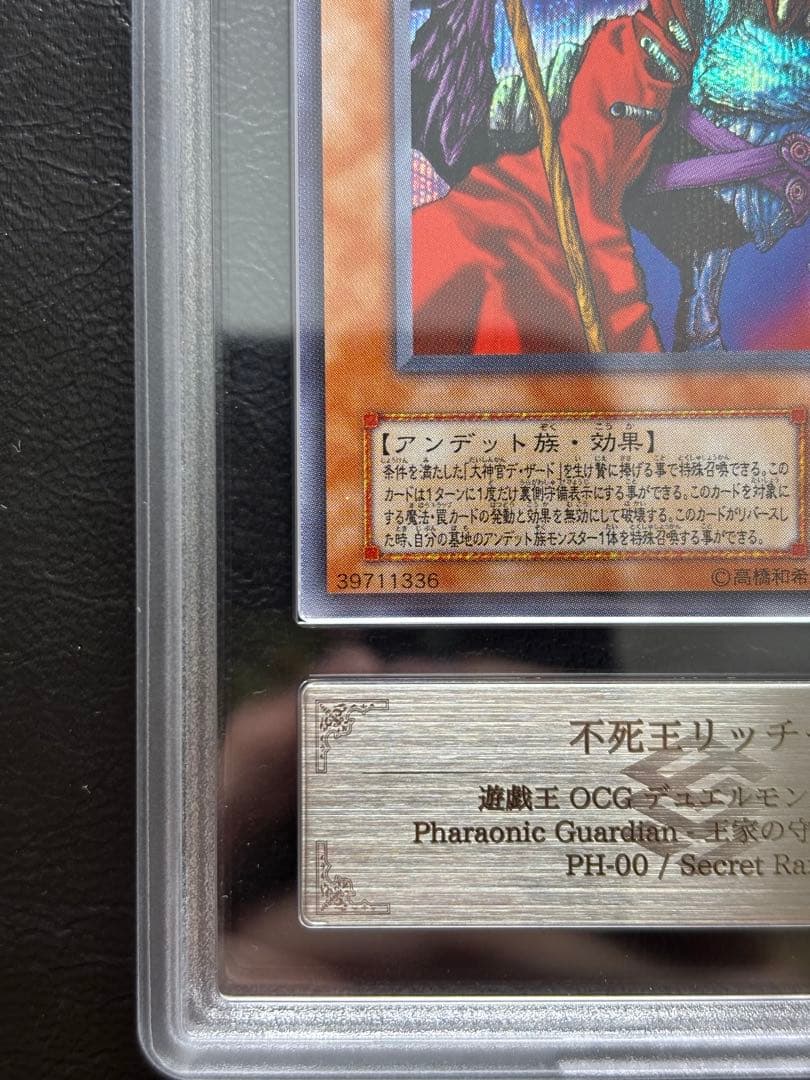 【アンデット族・効果】
条件を満たした「大神官デ・ザード」を生け贄に捧げる事で特殊召喚できる。この
カードは1ターンに1度だけ裏側守備表示にする事ができる。このカードを対象に
する魔法・罠カードの発動と効果を無効にして破壊する。このカードがリバースし
た時、自分の墓地のアンデット族モンスター1体を特殊召喚する事ができる。
39711336 ©高橋和希
不死王リッチー
遊戯王 OCG デュエルモン
Pharaonic Guardian - 王家の守
PH-00 / Secret Ra